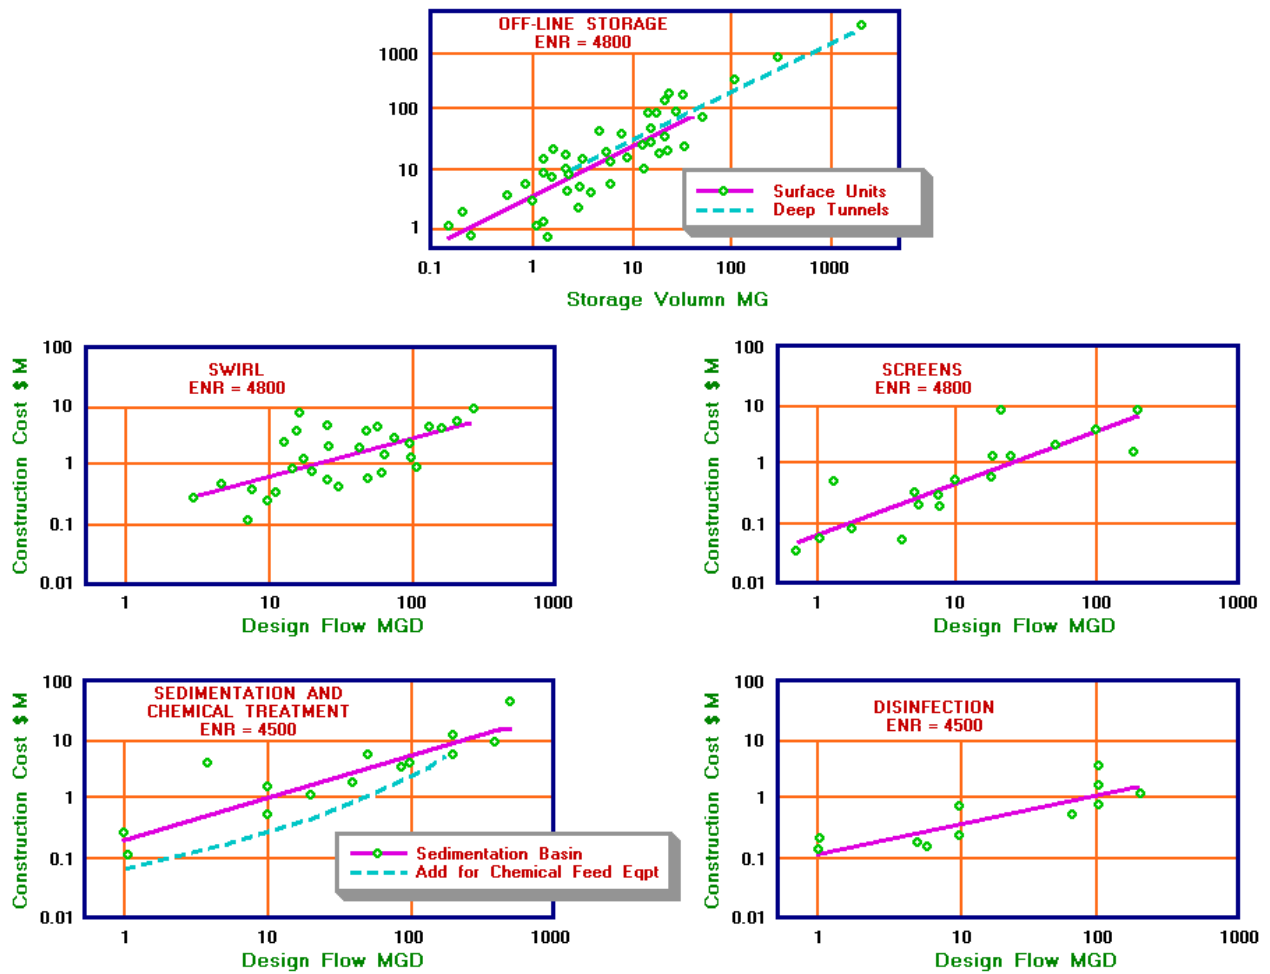 OFF-LINE STORAGE
ENR = 4800
1000
100
10
1
Surface Units
Deep Tunnels
0.1 1 10 100 1000
Storage Volumn MG
Construction Cost $ M
100
10
1
0.1
0.01
SWIRL
ENR = 4800
1 10 100 1000
Design Flow MGD
Construction Cost $ M
100
10
1
0.1
0.01
SCREENS
ENR = 4800
1 10 100 1000
Design Flow MGD
Construction Cost $ M
100
10
1
0.1
0.01
SEDIMENTATION AND
CHEMICAL TREATMENT
ENR = 4500
Sedimentation Basin
Add for Chemical Feed Eqpt
1 10 100 1000
Design Flow MGD
Construction Cost $ M
100
10
1
0.1
0.01
DISINFECTION
ENR = 4500
1 10 100 1000
Design Flow MGD